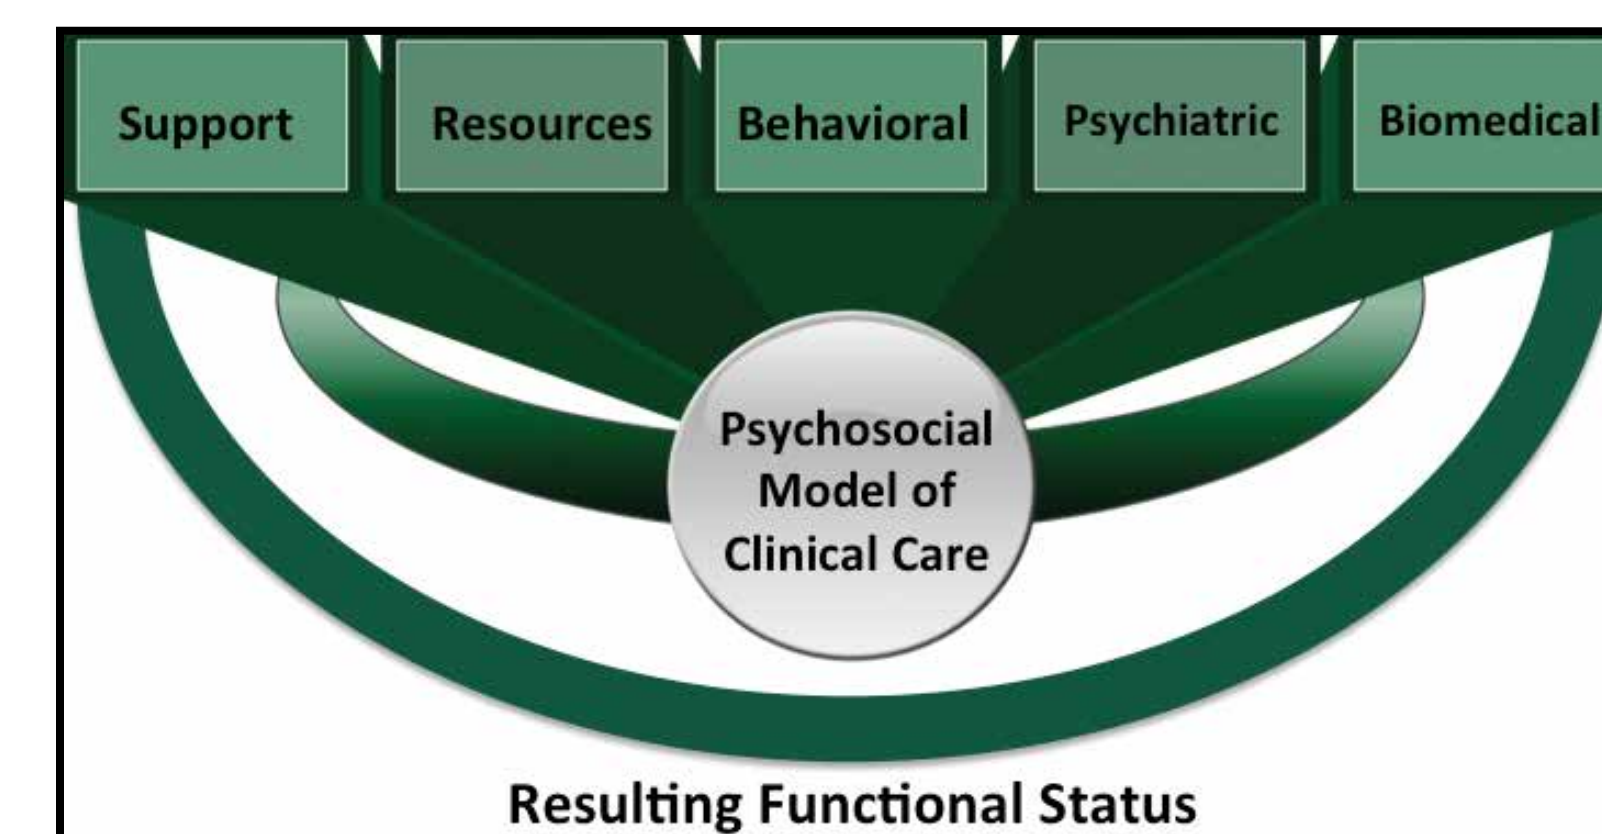 Support Resources Behavioral Psychiatric Biomedical
Psychosocial
Model of
Clinical Care
Resulting Functional Status